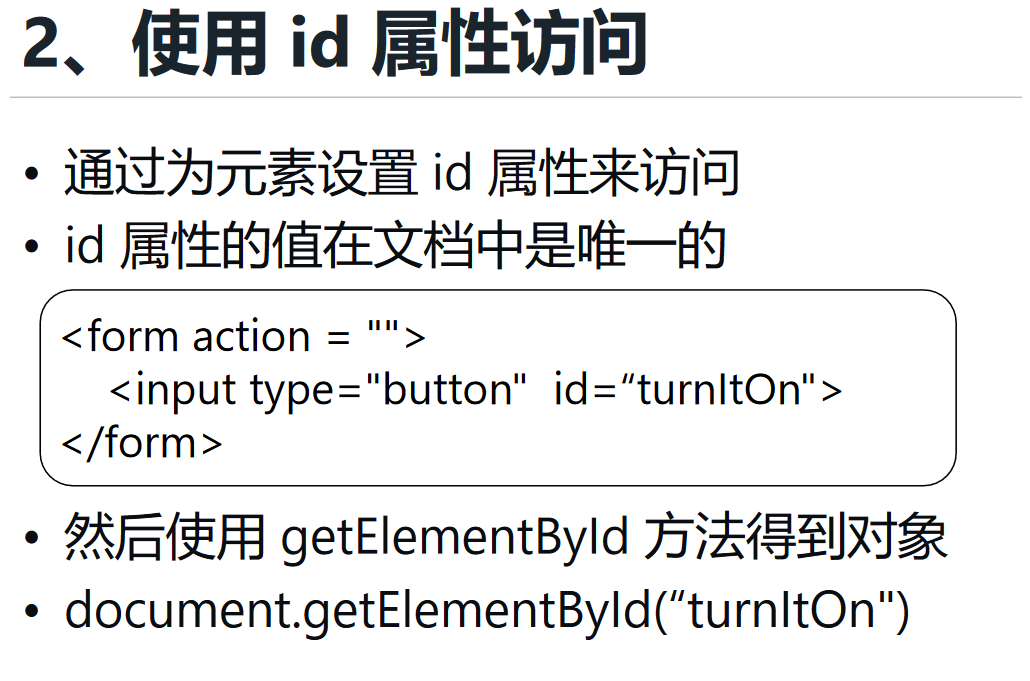 2、使用 id 属性访问
• 通过为元素设置 id 属性来访问
• id 属性的值在文档中是唯一的
<form action = "">
<input type="button"  id=“turnItOn">
</form>
• 然后使用 getElementById 方法得到对象
• document.getElementById(“turnItOn")